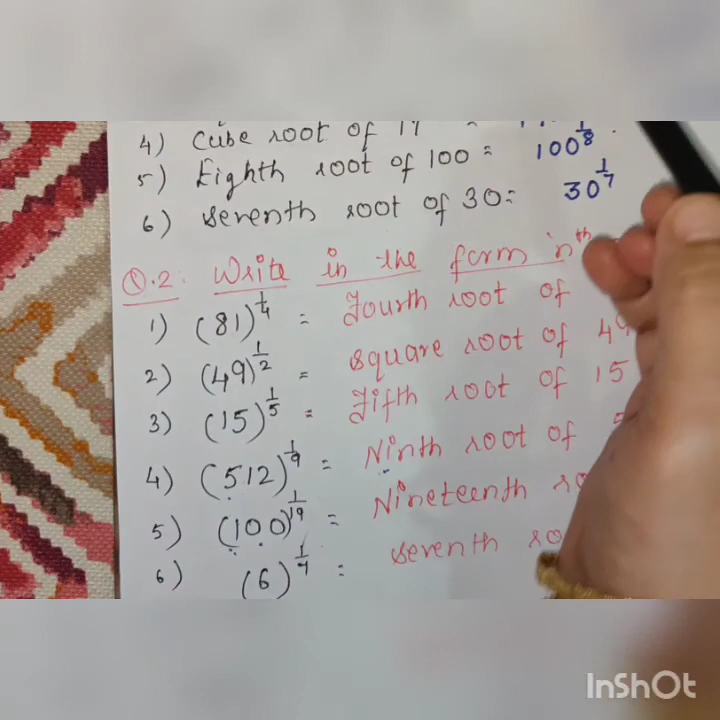 4) Cube root of 17
5) Eighth root of 100 = 100^1/8.
6) Seventh root of 30 = 30^1/7
Q.2. Write in the form nth
1) (81)^1/4 = Fourth root of
2) (49)^1/2 = square root of 49
3) (15)^1/5 = Fifth root of 15
4) (512)^1/9 = Ninth root of
5) (100)^1/19 = Nineteenth
6) (6)^1/7 = seventh
InShOt